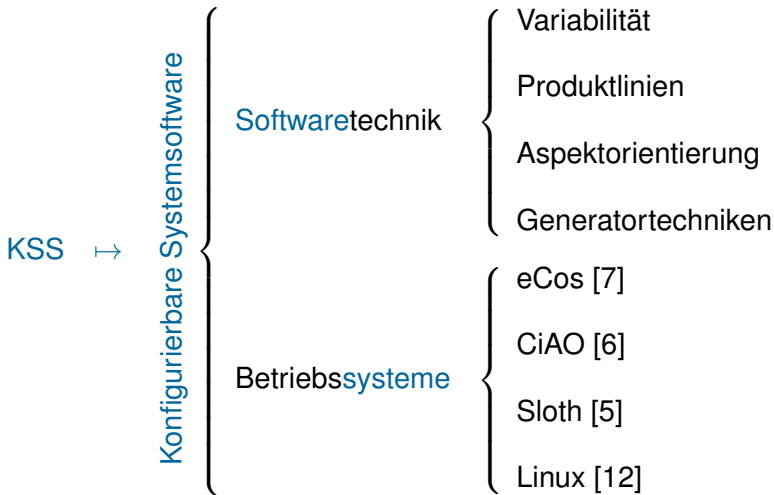 KSS ↦
Konfigurierbare Systemsoftware
Softwaretechnik
Variabilität
Produktlinien
Aspektorientierung
Generatortechniken
Betriebssysteme
eCos [7]
CiAO [6]
Sloth [5]
Linux [12]